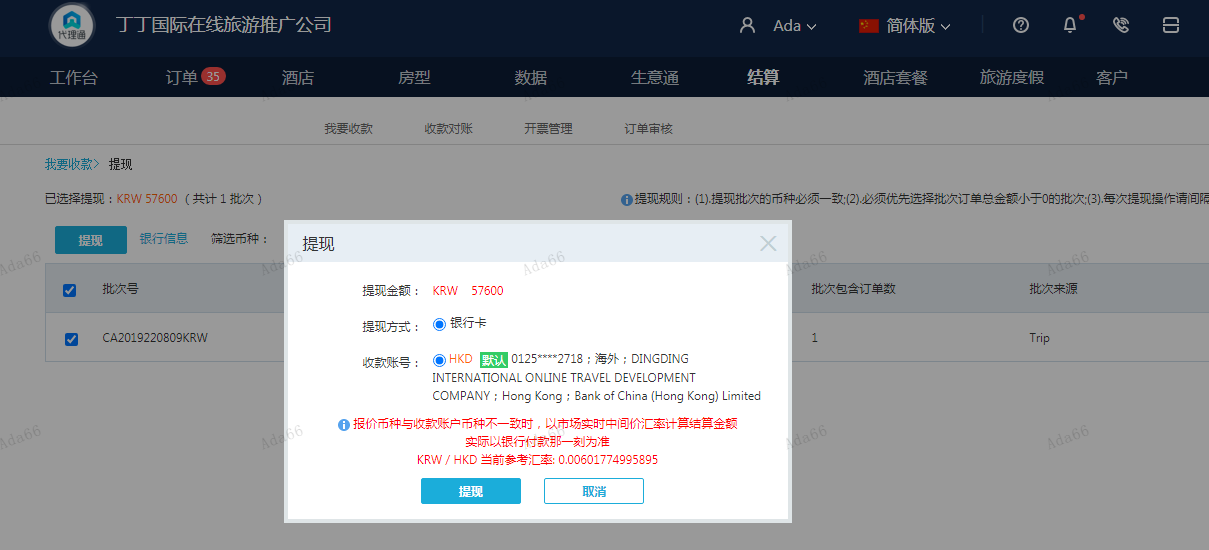 代理通
丁丁国际在线旅游推广公司
Ada
简体版
工作台 订单 35 酒店 房型 数据 生意通 结算 酒店套餐 旅游度假 客户
我要收款 收款对账 开票管理 订单审核
我要收款> 提现
已选择提现：KRW 57600 （共计 1 批次）
提现规则：(1).提现批次的币种必须一致;(2).必须优先选择批次订单总金额小于0的批次;(3).每次提现操作请间隔
提现 银行信息 筛选币种：
批次号 批次包含订单数 批次来源
CA2019220809KRW 1 Trip
提现
提现金额： KRW 57600
提现方式： 银行卡
收款账号： HKD 默认 0125****2718；海外；DINGDING
INTERNATIONAL ONLINE TRAVEL DEVELOPMENT
COMPANY；Hong Kong；Bank of China (Hong Kong) Limited
报价币种与收款账户币种不一致时，以市场实时中间价汇率计算结算金额
实际以银行付款那一刻为准
KRW / HKD 当前参考汇率: 0.00601774995895
提现 取消
Ada66
Ada66
Ada66
Ada66
Ada66
Ada66
Ada66
Ada66
Ada66